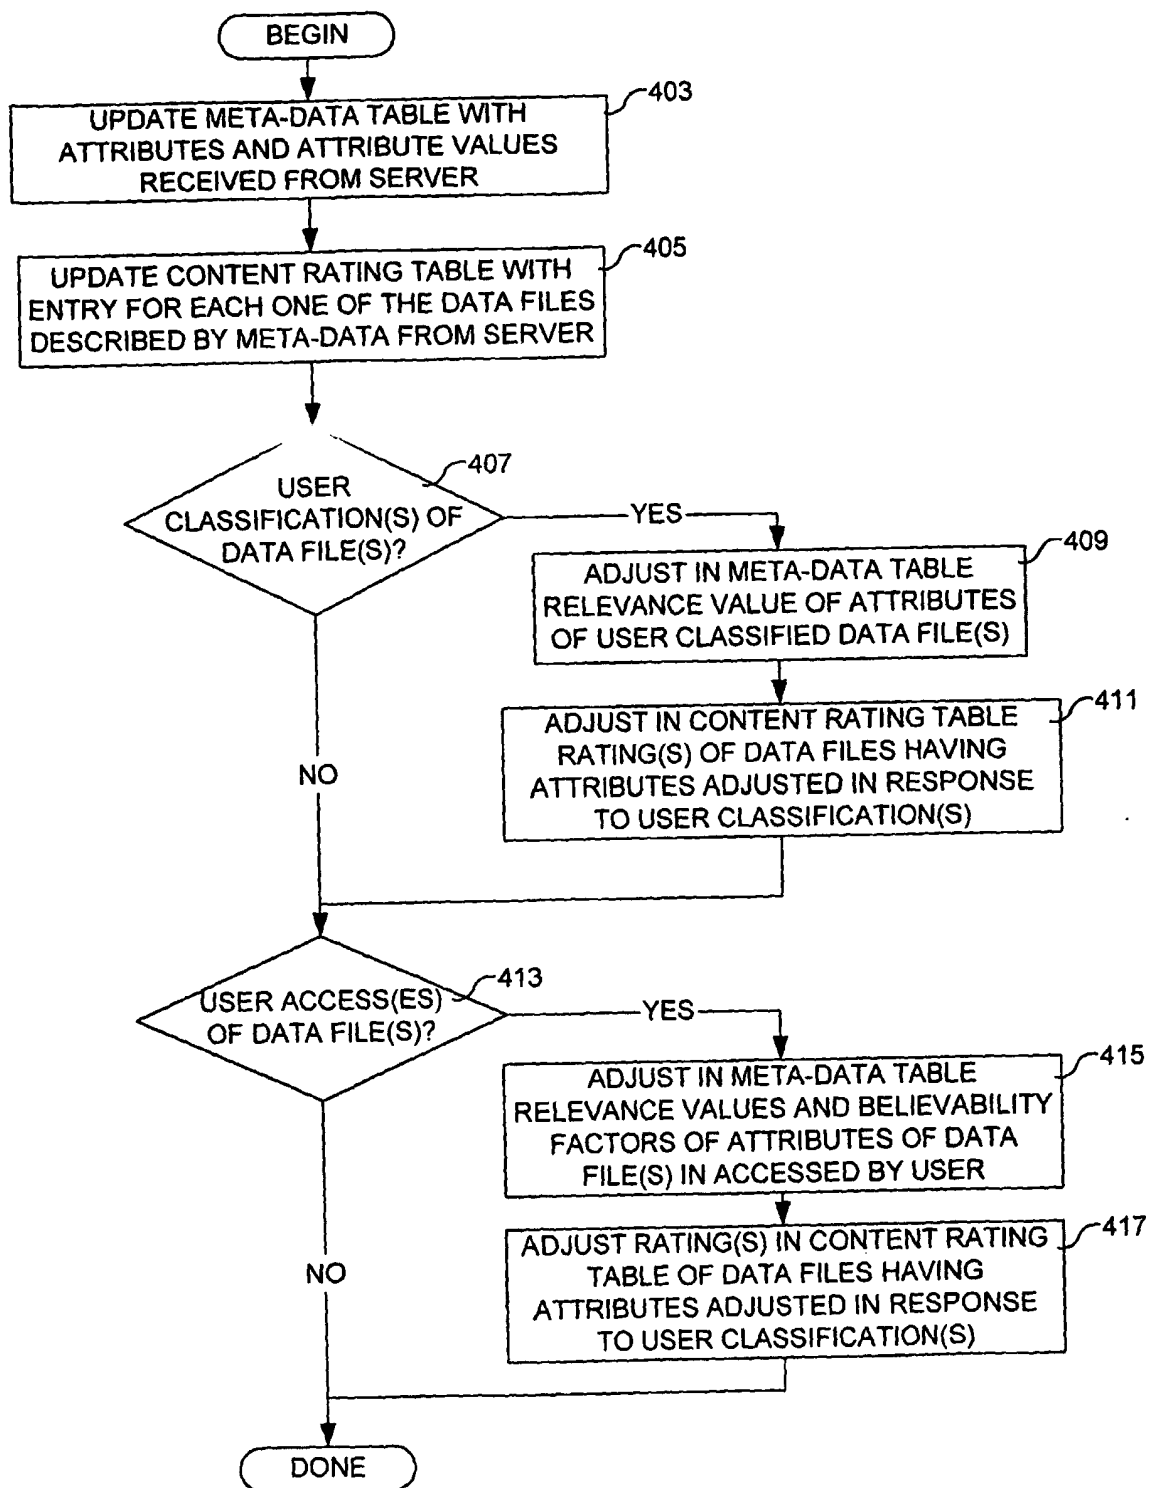 BEGIN
403
UPDATE META-DATA TABLE WITH
ATTRIBUTES AND ATTRIBUTE VALUES
RECEIVED FROM SERVER
405
UPDATE CONTENT RATING TABLE WITH
ENTRY FOR EACH ONE OF THE DATA FILES
DESCRIBED BY META-DATA FROM SERVER
407
USER
CLASSIFICATION(S) OF
DATA FILE(S)?
YES
409
ADJUST IN META-DATA TABLE
RELEVANCE VALUE OF ATTRIBUTES
OF USER CLASSIFIED DATA FILE(S)
411
ADJUST IN CONTENT RATING TABLE
RATING(S) OF DATA FILES HAVING
ATTRIBUTES ADJUSTED IN RESPONSE
TO USER CLASSIFICATION(S)
NO
413
USER ACCESS(ES)
OF DATA FILE(S)?
YES
415
ADJUST IN META-DATA TABLE
RELEVANCE VALUES AND BELIEVABILITY
FACTORS OF ATTRIBUTES OF DATA
FILE(S) IN ACCESSED BY USER
417
ADJUST RATING(S) IN CONTENT RATING
TABLE OF DATA FILES HAVING
ATTRIBUTES ADJUSTED IN RESPONSE
TO USER CLASSIFICATION(S)
NO
DONE